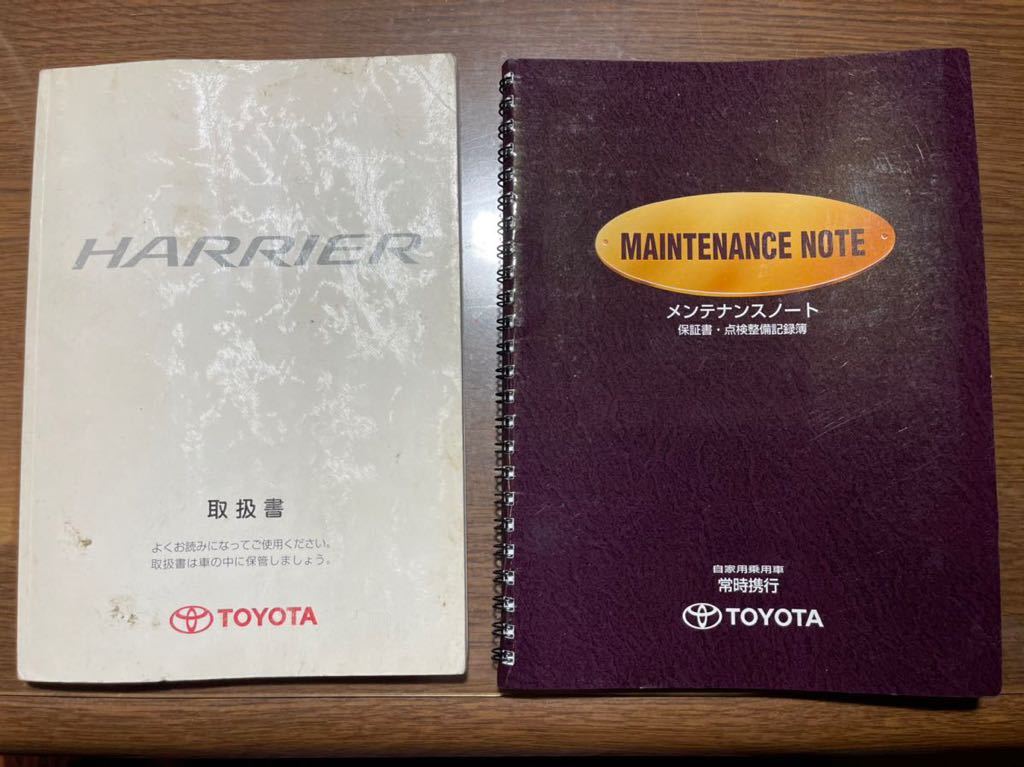 HARRIER
取扱書
よくお読みになってご使用ください。
取扱書は車の中に保管しましょう。
TOYOTA
MAINTENANCE NOTE
メンテナンスノート
保証書・点検整備記録簿
自家用乗用車
常時携行
TOYOTA